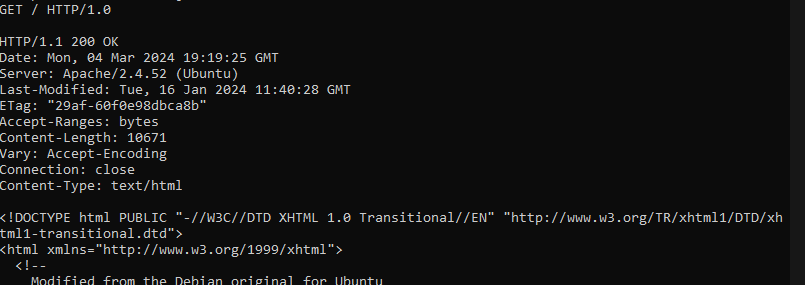 GET / HTTP/1.0

HTTP/1.1 200 OK
Date: Mon, 04 Mar 2024 19:19:25 GMT
Server: Apache/2.4.52 (Ubuntu)
Last-Modified: Tue, 16 Jan 2024 11:40:28 GMT
ETag: "29af-60f0e98dbca8b"
Accept-Ranges: bytes
Content-Length: 10671
Vary: Accept-Encoding
Connection: close
Content-Type: text/html

<!DOCTYPE html PUBLIC "-//W3C//DTD XHTML 1.0 Transitional//EN" "http://www.w3.org/TR/xhtml1/DTD/xh
tml1-transitional.dtd">
<html xmlns="http://www.w3.org/1999/xhtml">
  <!--
    Modified from the Debian original for Ubuntu